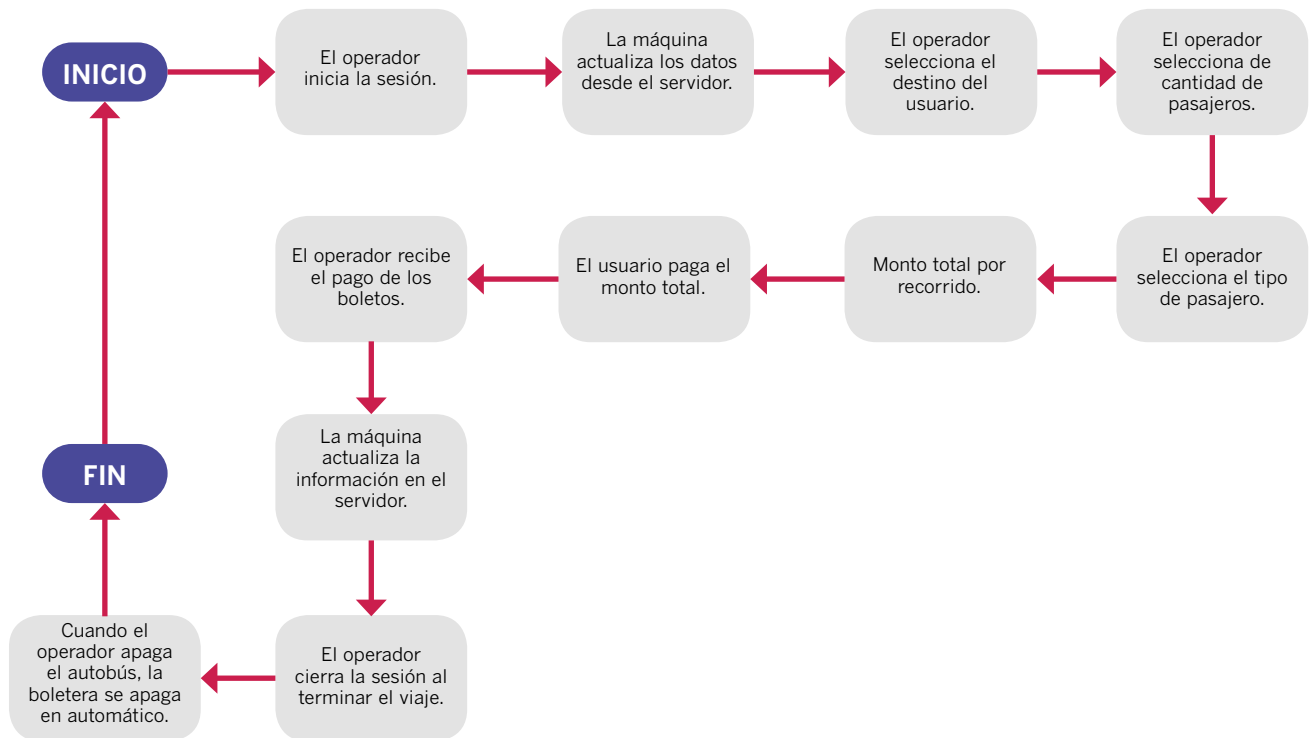 INICIO
El operador
inicia la sesión.
La máquina
actualiza los datos
desde el servidor.
El operador
selecciona el
destino del
usuario.
El operador
selecciona de
cantidad de
pasajeros.
El operador
selecciona el tipo
de pasajero.
Monto total por
recorrido.
El usuario paga el
monto total.
El operador recibe
el pago de los
boletos.
La máquina
actualiza la
información en el
servidor.
El operador
cierra la sesión al
terminar el viaje.
Cuando el
operador apaga
el autobús, la
boletera se apaga
en automático.
FIN